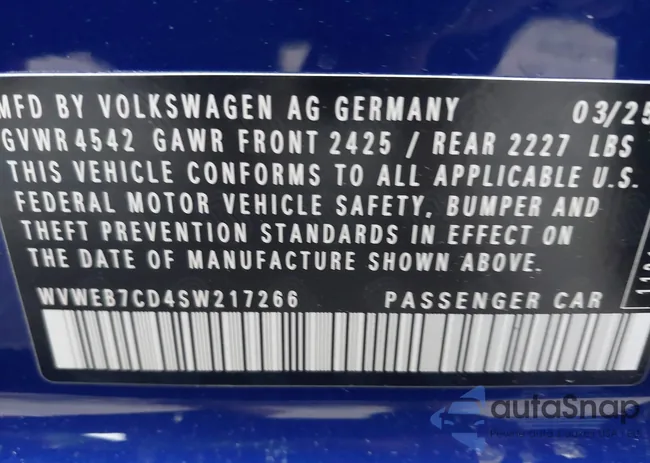 MFD BY VOLKSWAGEN AG GERMANY 03/25
GVWR 4542 GAWR FRONT 2425 / REAR 2227 LBS
THIS VEHICLE CONFORMS TO ALL APPLICABLE U.S.
FEDERAL MOTOR VEHICLE SAFETY, BUMPER AND
THEFT PREVENTION STANDARDS IN EFFECT ON
THE DATE OF MANUFACTURE SHOWN ABOVE.
WVWEB7CD4SW217266 PASSENGER CAR
autoSnap